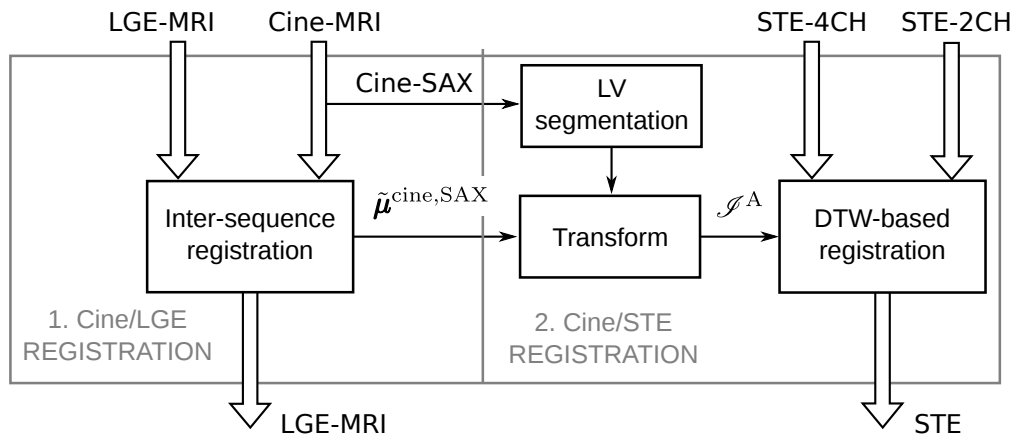 LGE-MRI
Cine-MRI
STE-4CH
STE-2CH
Cine-SAX
LV
segmentation
Inter-sequence
registration
μ̃^cine,SAX
Transform
ℐ^A
DTW-based
registration
1. Cine/LGE
REGISTRATION
2. Cine/STE
REGISTRATION
LGE-MRI
STE